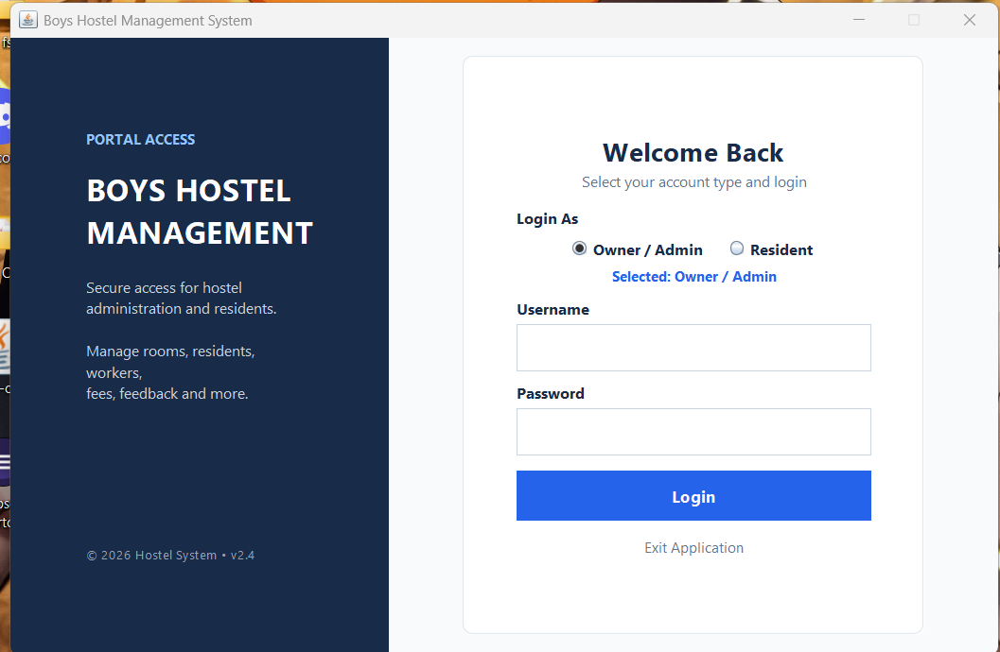 Boys Hostel Management System
PORTAL ACCESS
BOYS HOSTEL
MANAGEMENT
Secure access for hostel
administration and residents.
Manage rooms, residents,
workers,
fees, feedback and more.
© 2026 Hostel System • v2.4
Welcome Back
Select your account type and login
Login As
Owner / Admin
Resident
Selected: Owner / Admin
Username
Password
Login
Exit Application